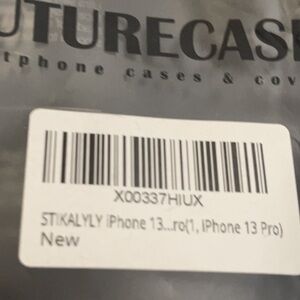 UTURECAS
tphone cases & cov
X00337HIUX
STIKALYLY iPhone 13...ro(1, iPhone 13 Pro)
New